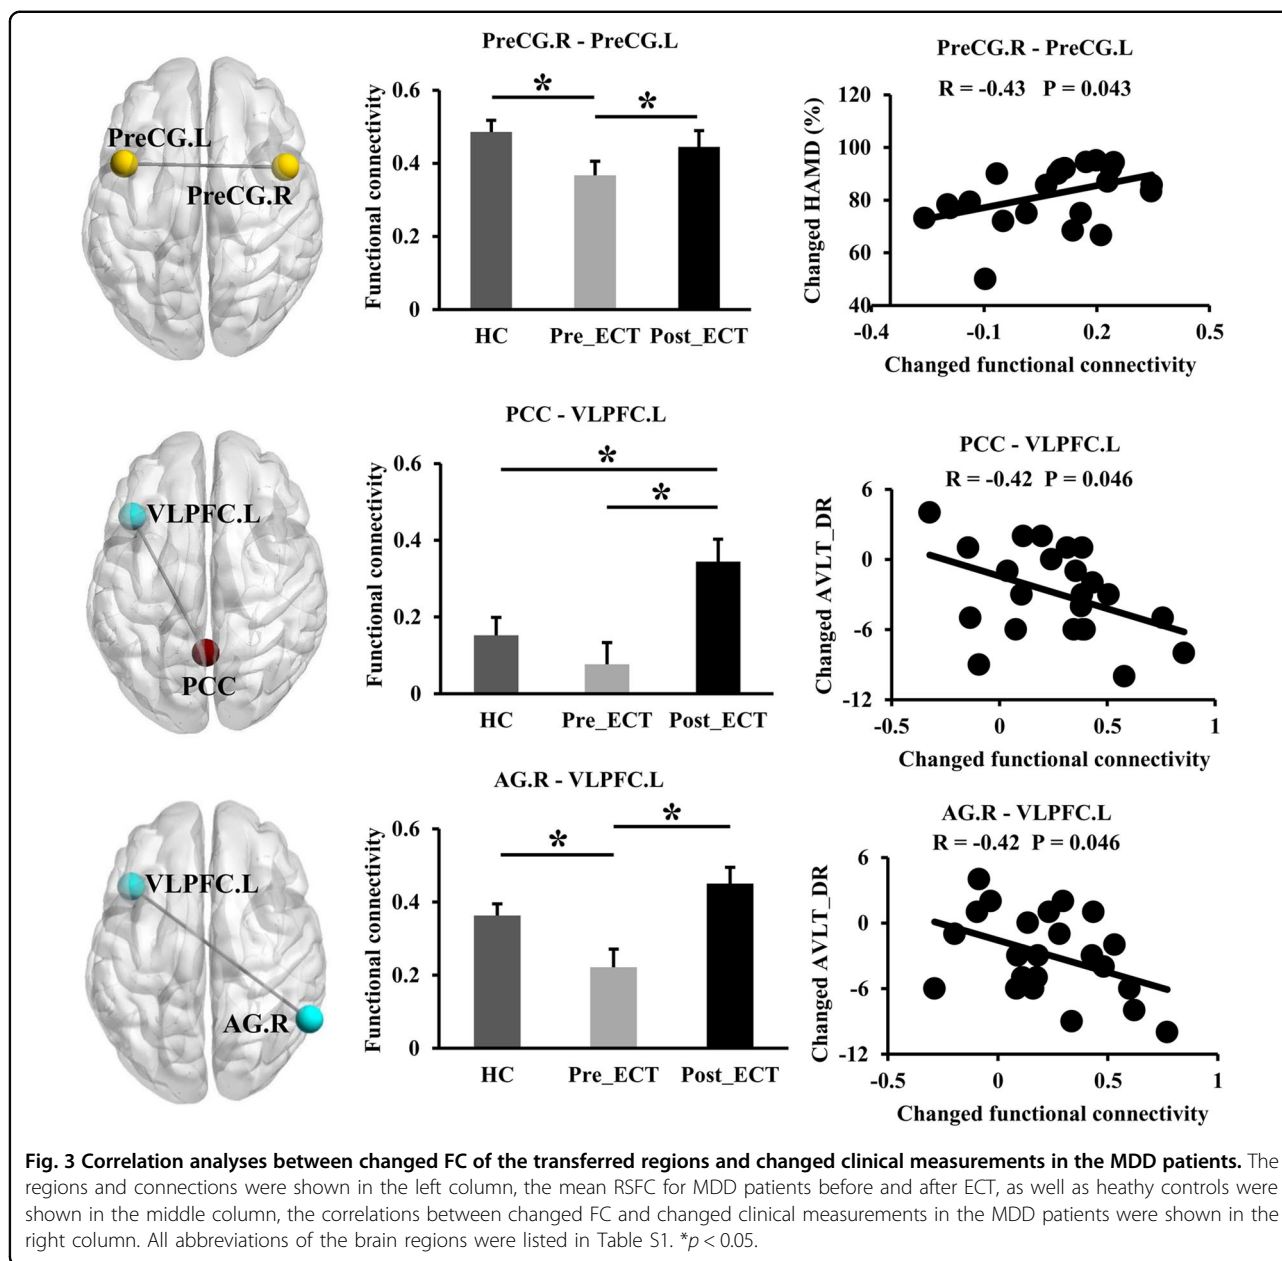 PreCG.L
PreCG.R
PreCG.R - PreCG.L
Functional connectivity
0.6
0.4
0.2
0
*
*
HC Pre_ECT Post_ECT
PreCG.R - PreCG.L
R = -0.43 P = 0.043
Changed HAMD (%)
120
100
80
60
40
-0.4 -0.1 0.2 0.5
Changed functional connectivity
VLPFC.L
PCC
PCC - VLPFC.L
Functional connectivity
0.6
0.4
0.2
0
*
*
HC Pre_ECT Post_ECT
PCC - VLPFC.L
R = -0.42 P = 0.046
Changed AVLT_DR
6
0
-6
-12
-0.5 0 0.5 1
Changed functional connectivity
VLPFC.L
AG.R
AG.R - VLPFC.L
Functional connectivity
0.6
0.4
0.2
0
*
*
HC Pre_ECT Post_ECT
AG.R - VLPFC.L
R = -0.42 P = 0.046
Changed AVLT_DR
6
0
-6
-12
-0.5 0 0.5 1
Changed functional connectivity
Fig. 3 Correlation analyses between changed FC of the transferred regions and changed clinical measurements in the MDD patients. The
regions and connections were shown in the left column, the mean RSFC for MDD patients before and after ECT, as well as heathy controls were
shown in the middle column, the correlations between changed FC and changed clinical measurements in the MDD patients were shown in the
right column. All abbreviations of the brain regions were listed in Table S1. *p < 0.05.